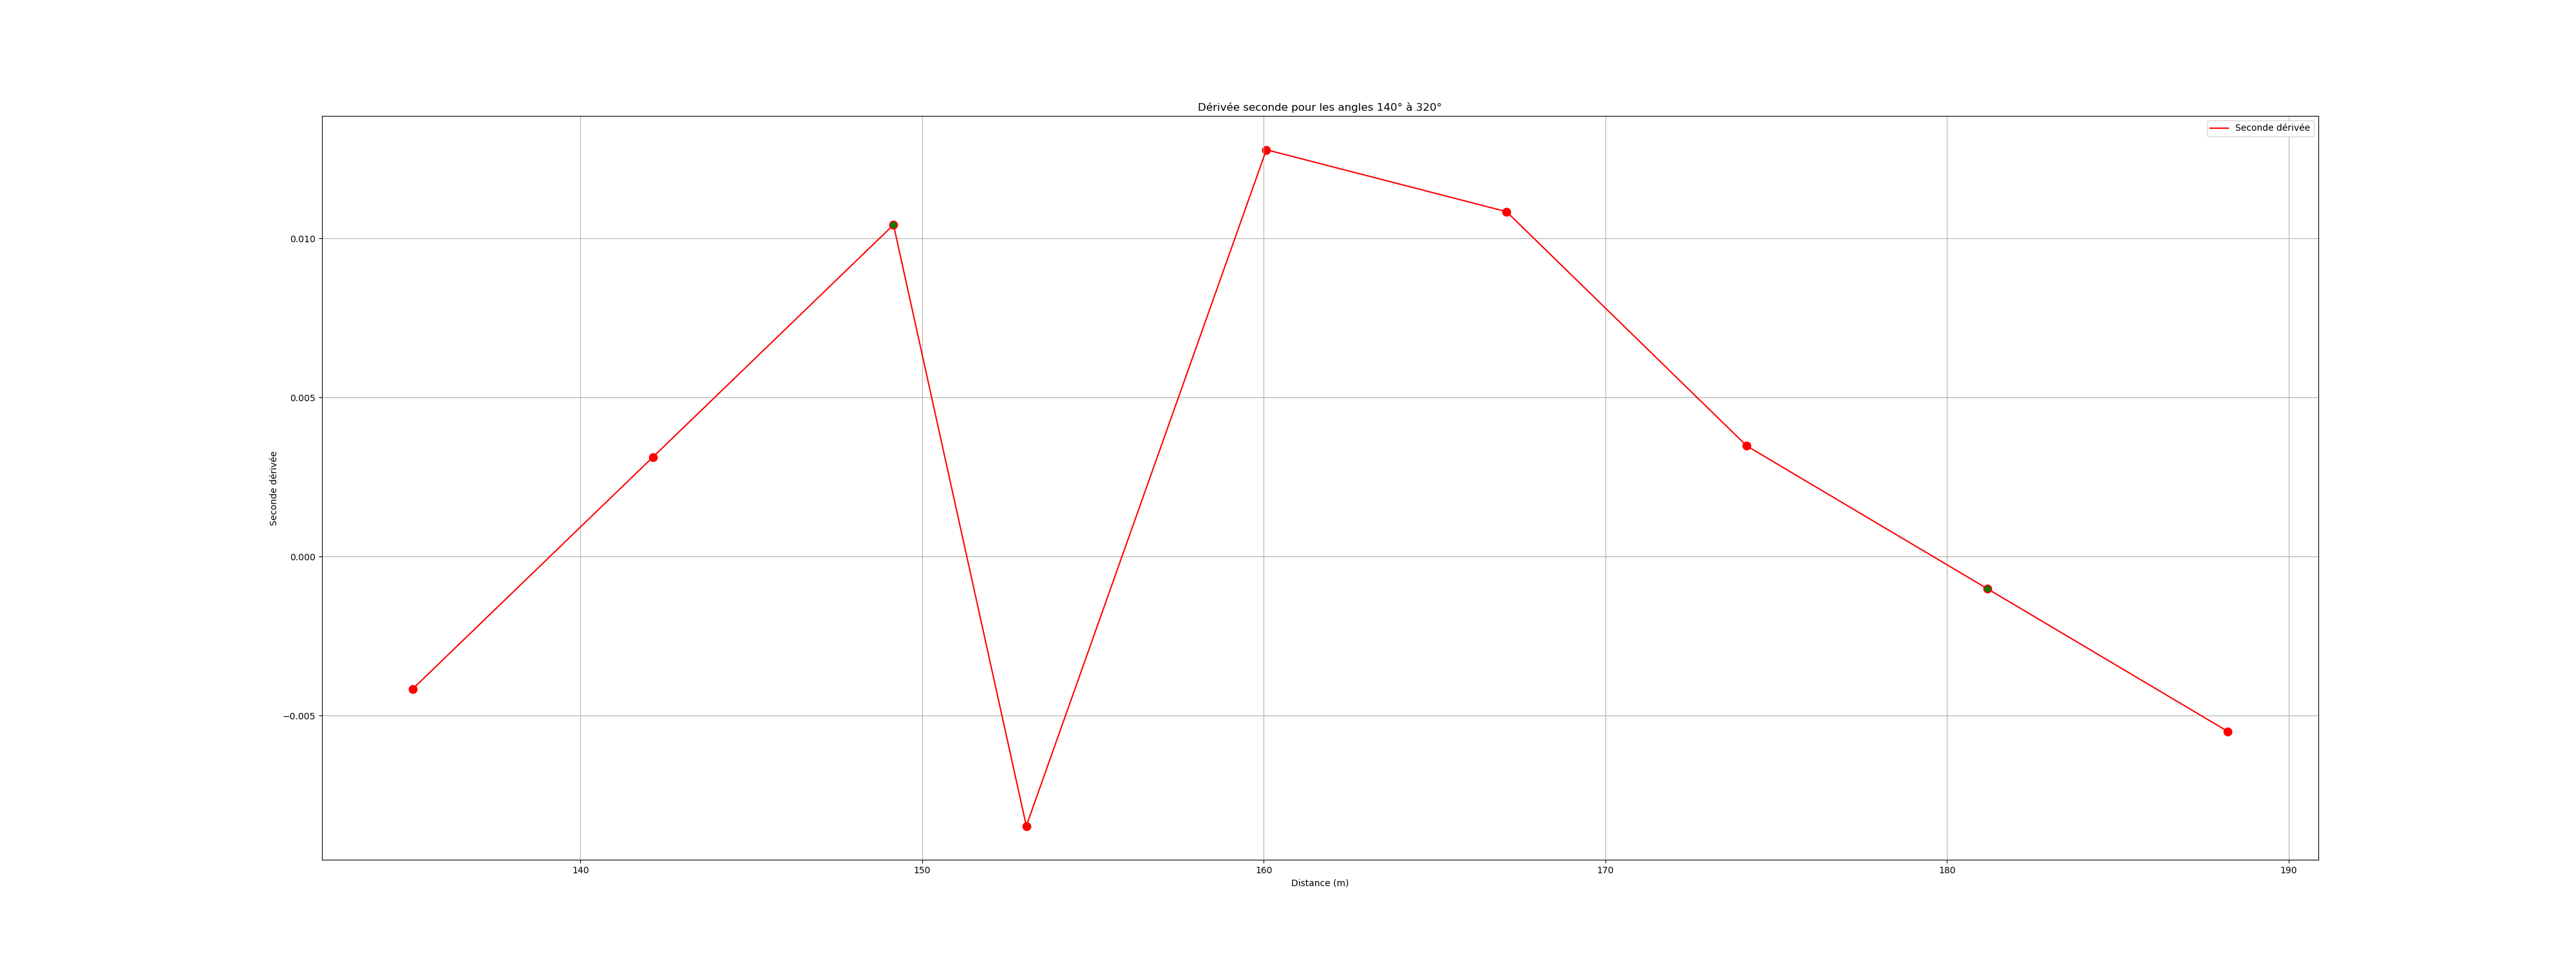 Dérivée seconde pour les angles 140° à 320°
Seconde dérivée
0.010
0.005
0.000
−0.005
Seconde dérivée
140 150 160 170 180 190
Distance (m)